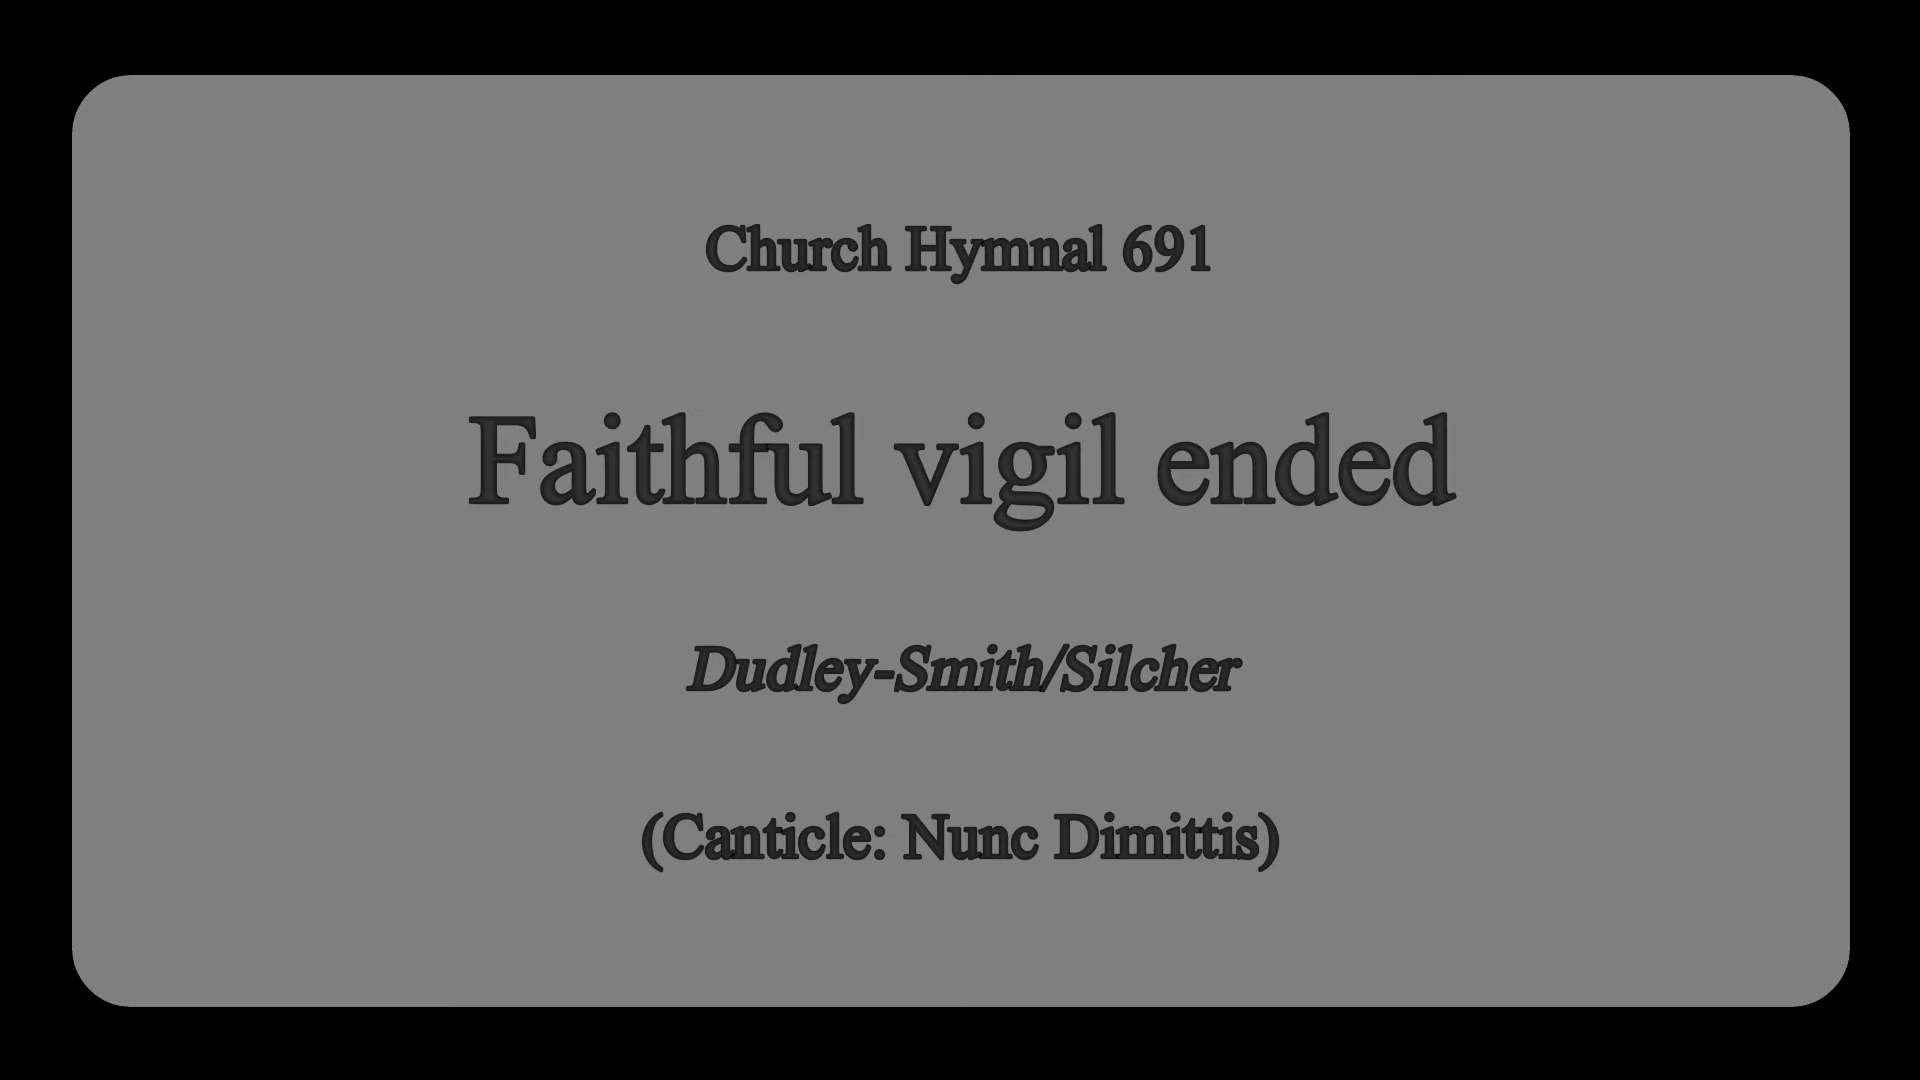 Church Hymnal 691
Faithful vigil ended
Dudley-Smith/Silcher
(Canticle: Nunc Dimittis)